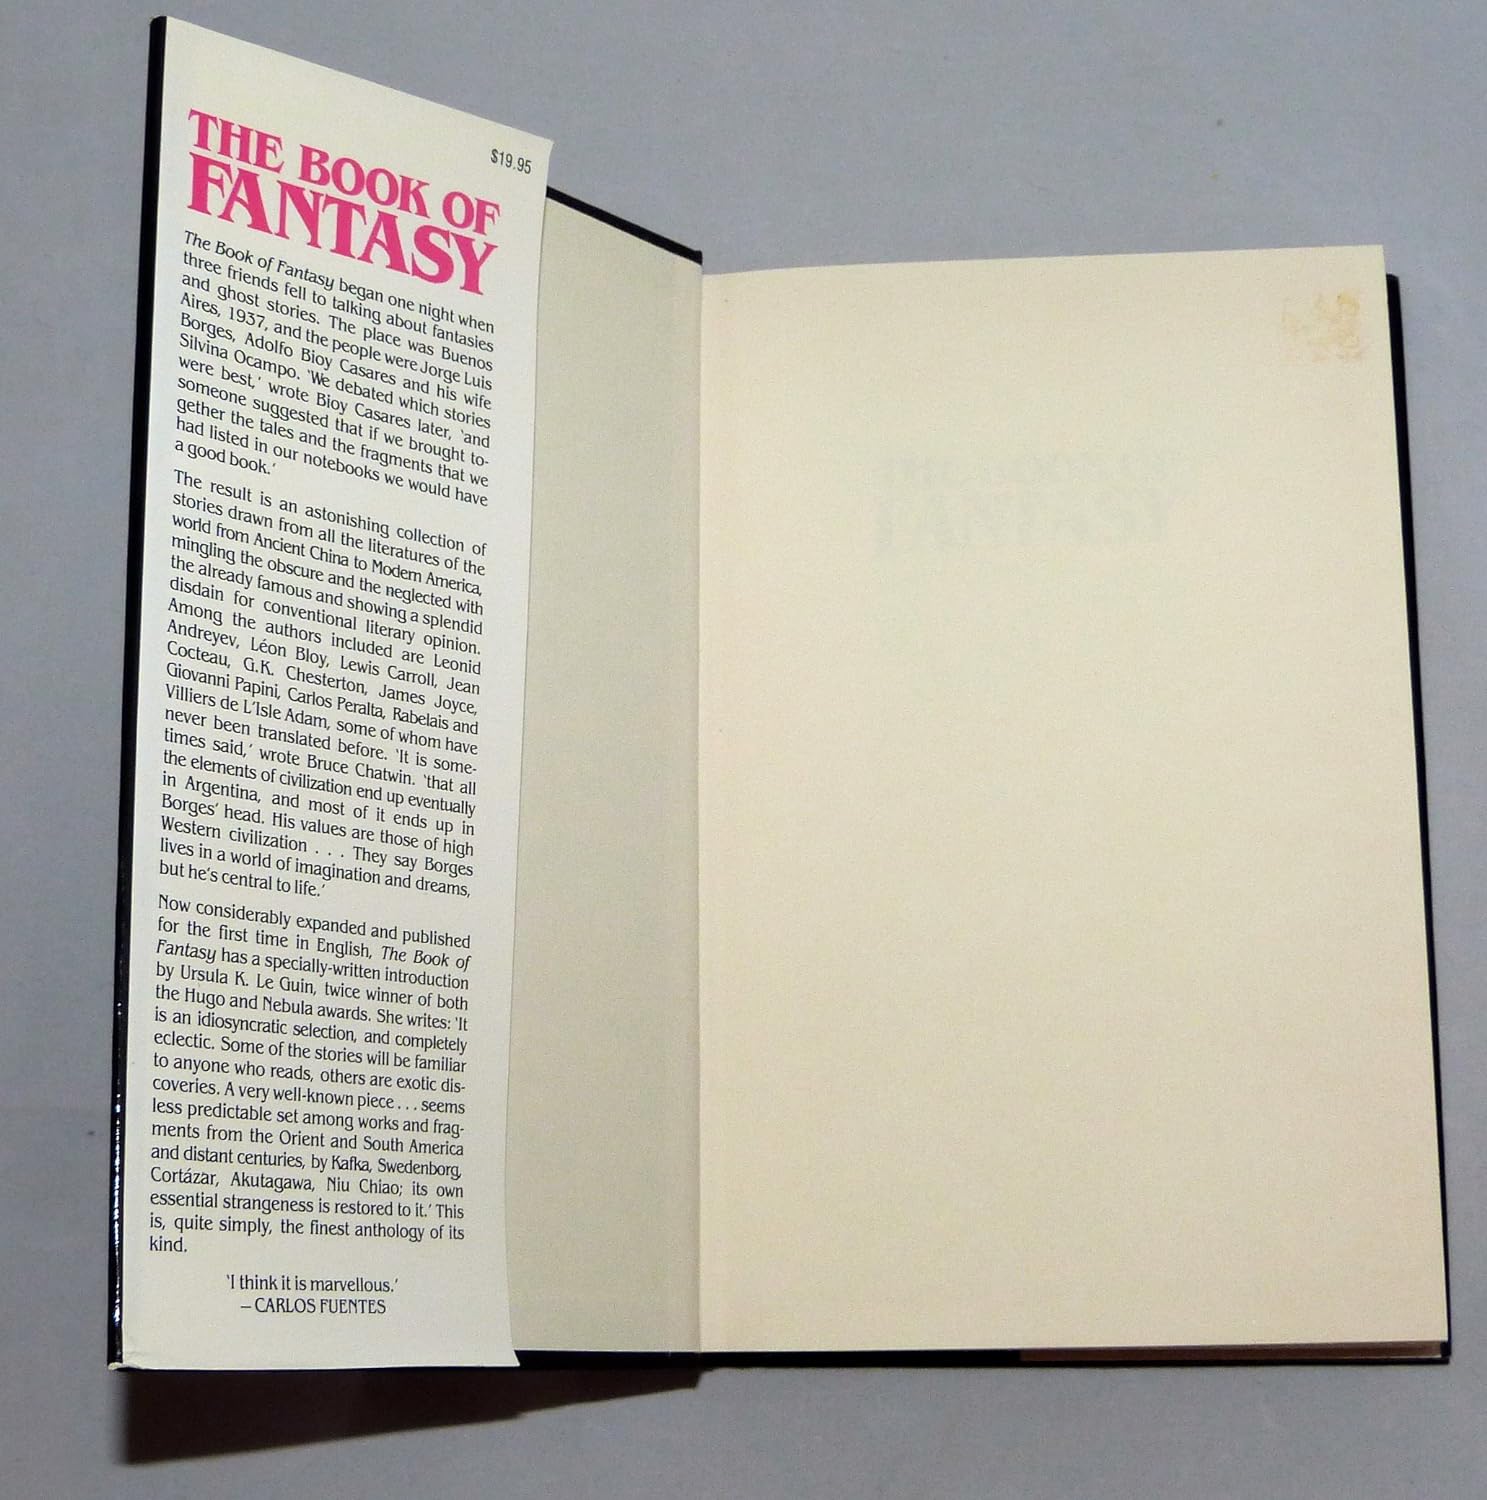 $19.95
THE BOOK OF
FANTASY
The Book of Fantasy began one night when
three friends fell to talking about fantasies
and ghost stories. The place was Buenos
Aires, 1937, and the people were Jorge Luis
Borges, Adolfo Bioy Casares and his wife
Silvina Ocampo. 'We debated which stories
were best,' wrote Bioy Casares later, 'and
someone suggested that if we brought to-
gether the tales and the fragments that we
had listed in our notebooks we would have
a good book.'
The result is an astonishing collection of
stories drawn from all the literatures of the
world from Ancient China to Modern America,
mingling the obscure and the neglected with
the already famous and showing a splendid
disdain for conventional literary opinion.
Among the authors included are Leonid
Andreyev, Léon Bloy, Lewis Carroll, Jean
Cocteau, G.K. Chesterton, James Joyce,
Giovanni Papini, Carlos Peralta, Rabelais and
Villiers de L'Isle Adam, some of whom have
never been translated before. 'It is some-
times said,' wrote Bruce Chatwin. 'that all
the elements of civilization end up eventually
in Argentina, and most of it ends up in
Borges' head. His values are those of high
Western civilization . . . They say Borges
lives in a world of imagination and dreams,
but he's central to life.'
Now considerably expanded and published
for the first time in English, The Book of
Fantasy has a specially-written introduction
by Ursula K. Le Guin, twice winner of both
the Hugo and Nebula awards. She writes: 'It
is an idiosyncratic selection, and completely
eclectic. Some of the stories will be familiar
to anyone who reads, others are exotic dis-
coveries. A very well-known piece . . . seems
less predictable set among works and frag-
ments from the Orient and South America
and distant centuries, by Kafka, Swedenborg,
Cortázar, Akutagawa, Niu Chiao; its own
essential strangeness is restored to it.' This
is, quite simply, the finest anthology of its
kind.
'I think it is marvellous.'
– CARLOS FUENTES